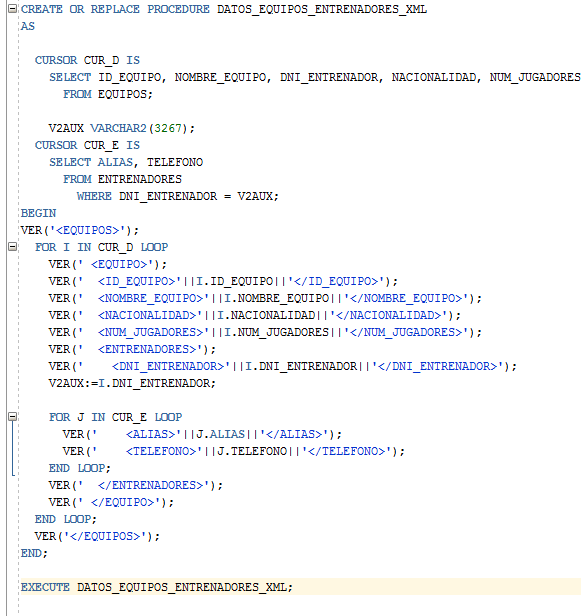 CREATE OR REPLACE PROCEDURE DATOS_EQUIPOS_ENTRENADORES_XML
AS
CURSOR CUR_D IS
SELECT ID_EQUIPO, NOMBRE_EQUIPO, DNI_ENTRENADOR, NACIONALIDAD, NUM_JUGADORES
FROM EQUIPOS;
V2AUX VARCHAR2(3267);
CURSOR CUR_E IS
SELECT ALIAS, TELEFONO
FROM ENTRENADORES
WHERE DNI_ENTRENADOR = V2AUX;
BEGIN
VER('<EQUIPOS>');
FOR I IN CUR_D LOOP
VER(' <EQUIPO>');
VER('  <ID_EQUIPO>'||I.ID_EQUIPO||'</ID_EQUIPO>');
VER('  <NOMBRE_EQUIPO>'||I.NOMBRE_EQUIPO||'</NOMBRE_EQUIPO>');
VER('  <NACIONALIDAD>'||I.NACIONALIDAD||'</NACIONALIDAD>');
VER('  <NUM_JUGADORES>'||I.NUM_JUGADORES||'</NUM_JUGADORES>');
VER('  <ENTRENADORES>');
VER('    <DNI_ENTRENADOR>'||I.DNI_ENTRENADOR||'</DNI_ENTRENADOR>');
V2AUX:=I.DNI_ENTRENADOR;
FOR J IN CUR_E LOOP
VER('    <ALIAS>'||J.ALIAS||'</ALIAS>');
VER('    <TELEFONO>'||J.TELEFONO||'</TELEFONO>');
END LOOP;
VER('  </ENTRENADORES>');
VER(' </EQUIPO>');
END LOOP;
VER('</EQUIPOS>');
END;
EXECUTE DATOS_EQUIPOS_ENTRENADORES_XML;